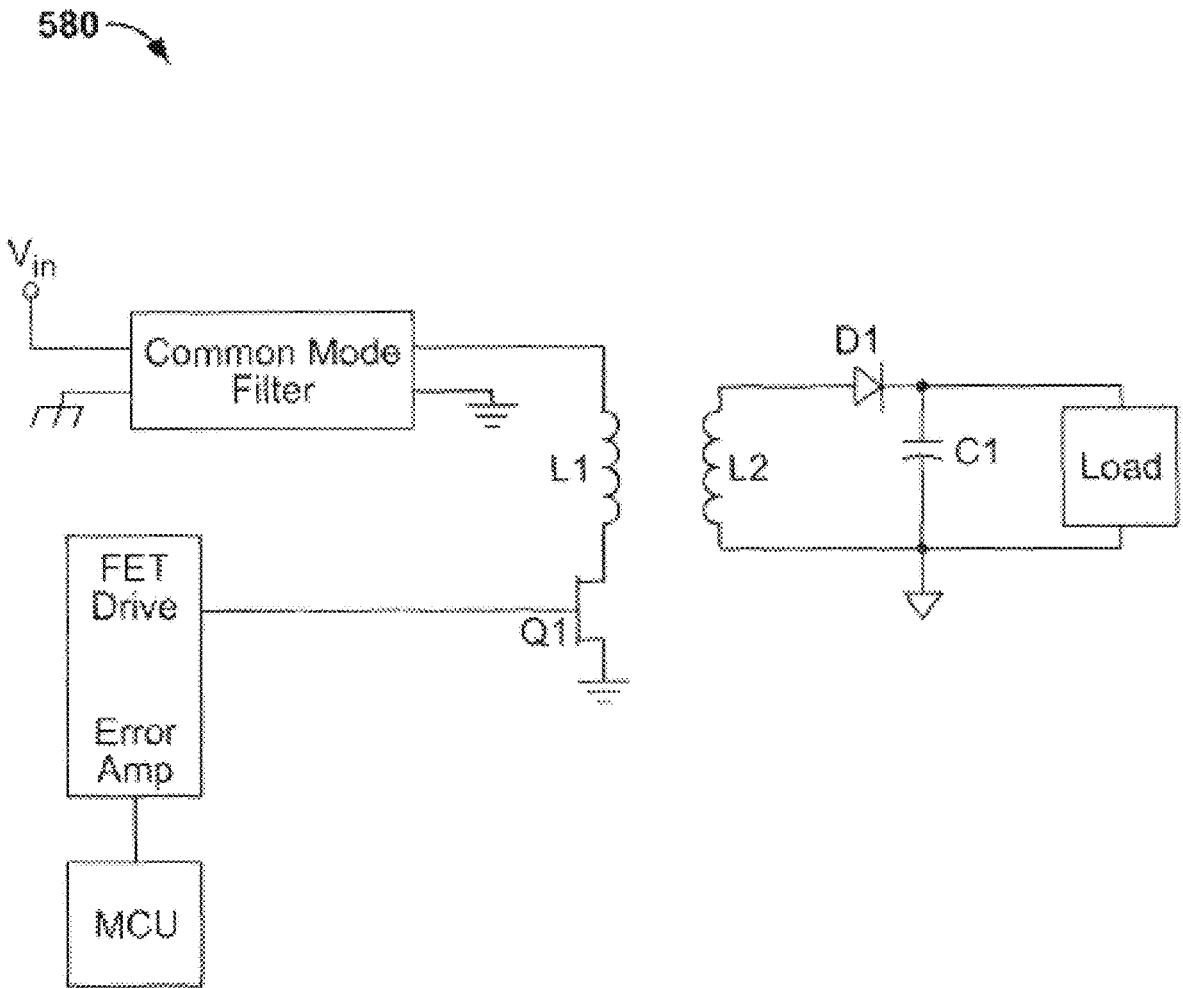 580
Vin
Common Mode
Filter
D1
L1
L2
C1
Load
FET
Drive
Q1
Error
Amp
MCU